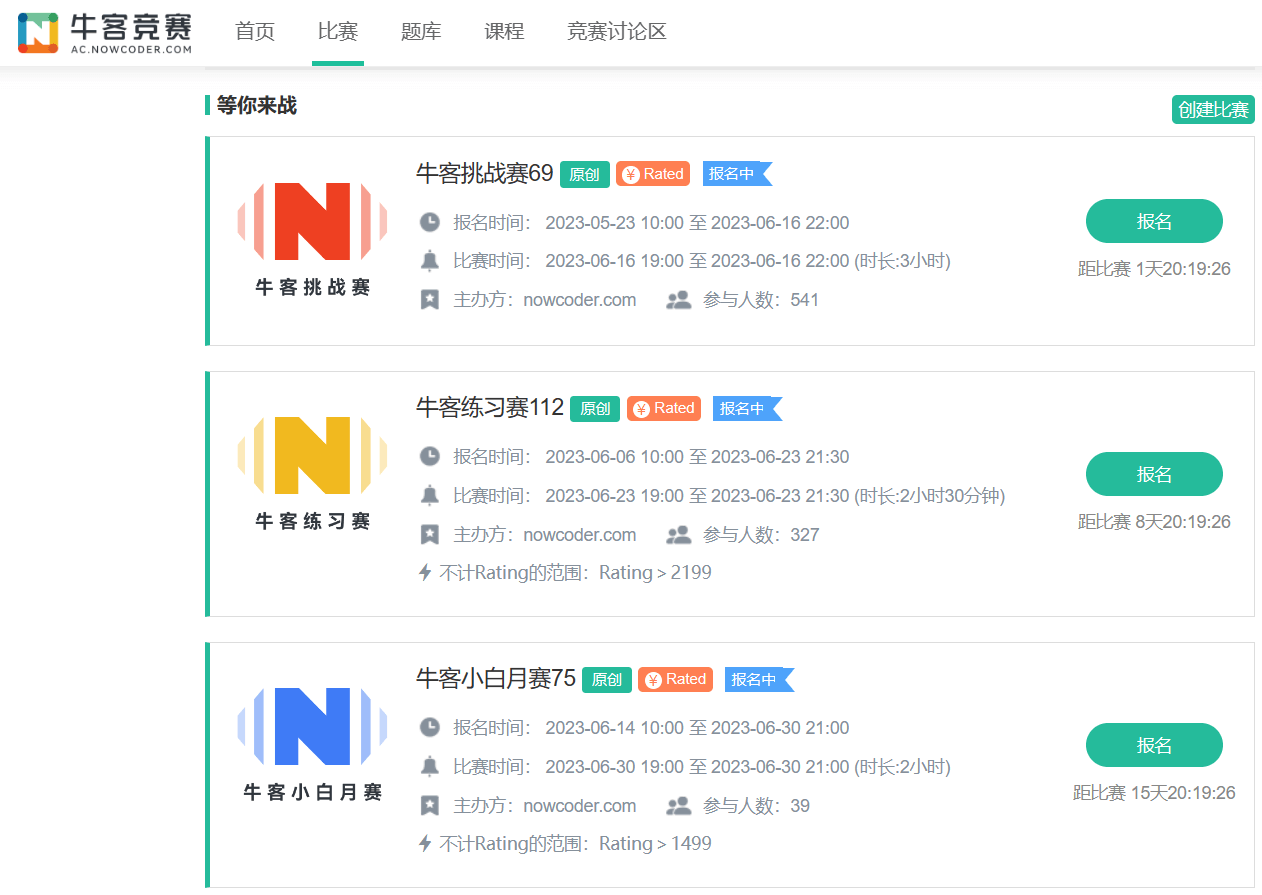 牛客竞赛 首页 比赛 题库 课程 竞赛讨论区
AC.NOWCODER.COM
等你来战 创建比赛
牛客挑战赛69 原创 ¥ Rated 报名中
报名时间： 2023-05-23 10:00 至 2023-06-16 22:00
报名
比赛时间： 2023-06-16 19:00 至 2023-06-16 22:00 (时长:3小时)
距比赛 1天20:19:26
牛客挑战赛
主办方：nowcoder.com 参与人数：541
牛客练习赛112 原创 ¥ Rated 报名中
报名时间： 2023-06-06 10:00 至 2023-06-23 21:30
报名
比赛时间： 2023-06-23 19:00 至 2023-06-23 21:30 (时长:2小时30分钟)
距比赛 8天20:19:26
牛客练习赛
主办方：nowcoder.com 参与人数：327
不计Rating的范围：Rating > 2199
牛客小白月赛75 原创 ¥ Rated 报名中
报名时间： 2023-06-14 10:00 至 2023-06-30 21:00
报名
比赛时间： 2023-06-30 19:00 至 2023-06-30 21:00 (时长:2小时)
距比赛 15天20:19:26
牛客小白月赛
主办方：nowcoder.com 参与人数：39
不计Rating的范围：Rating > 1499